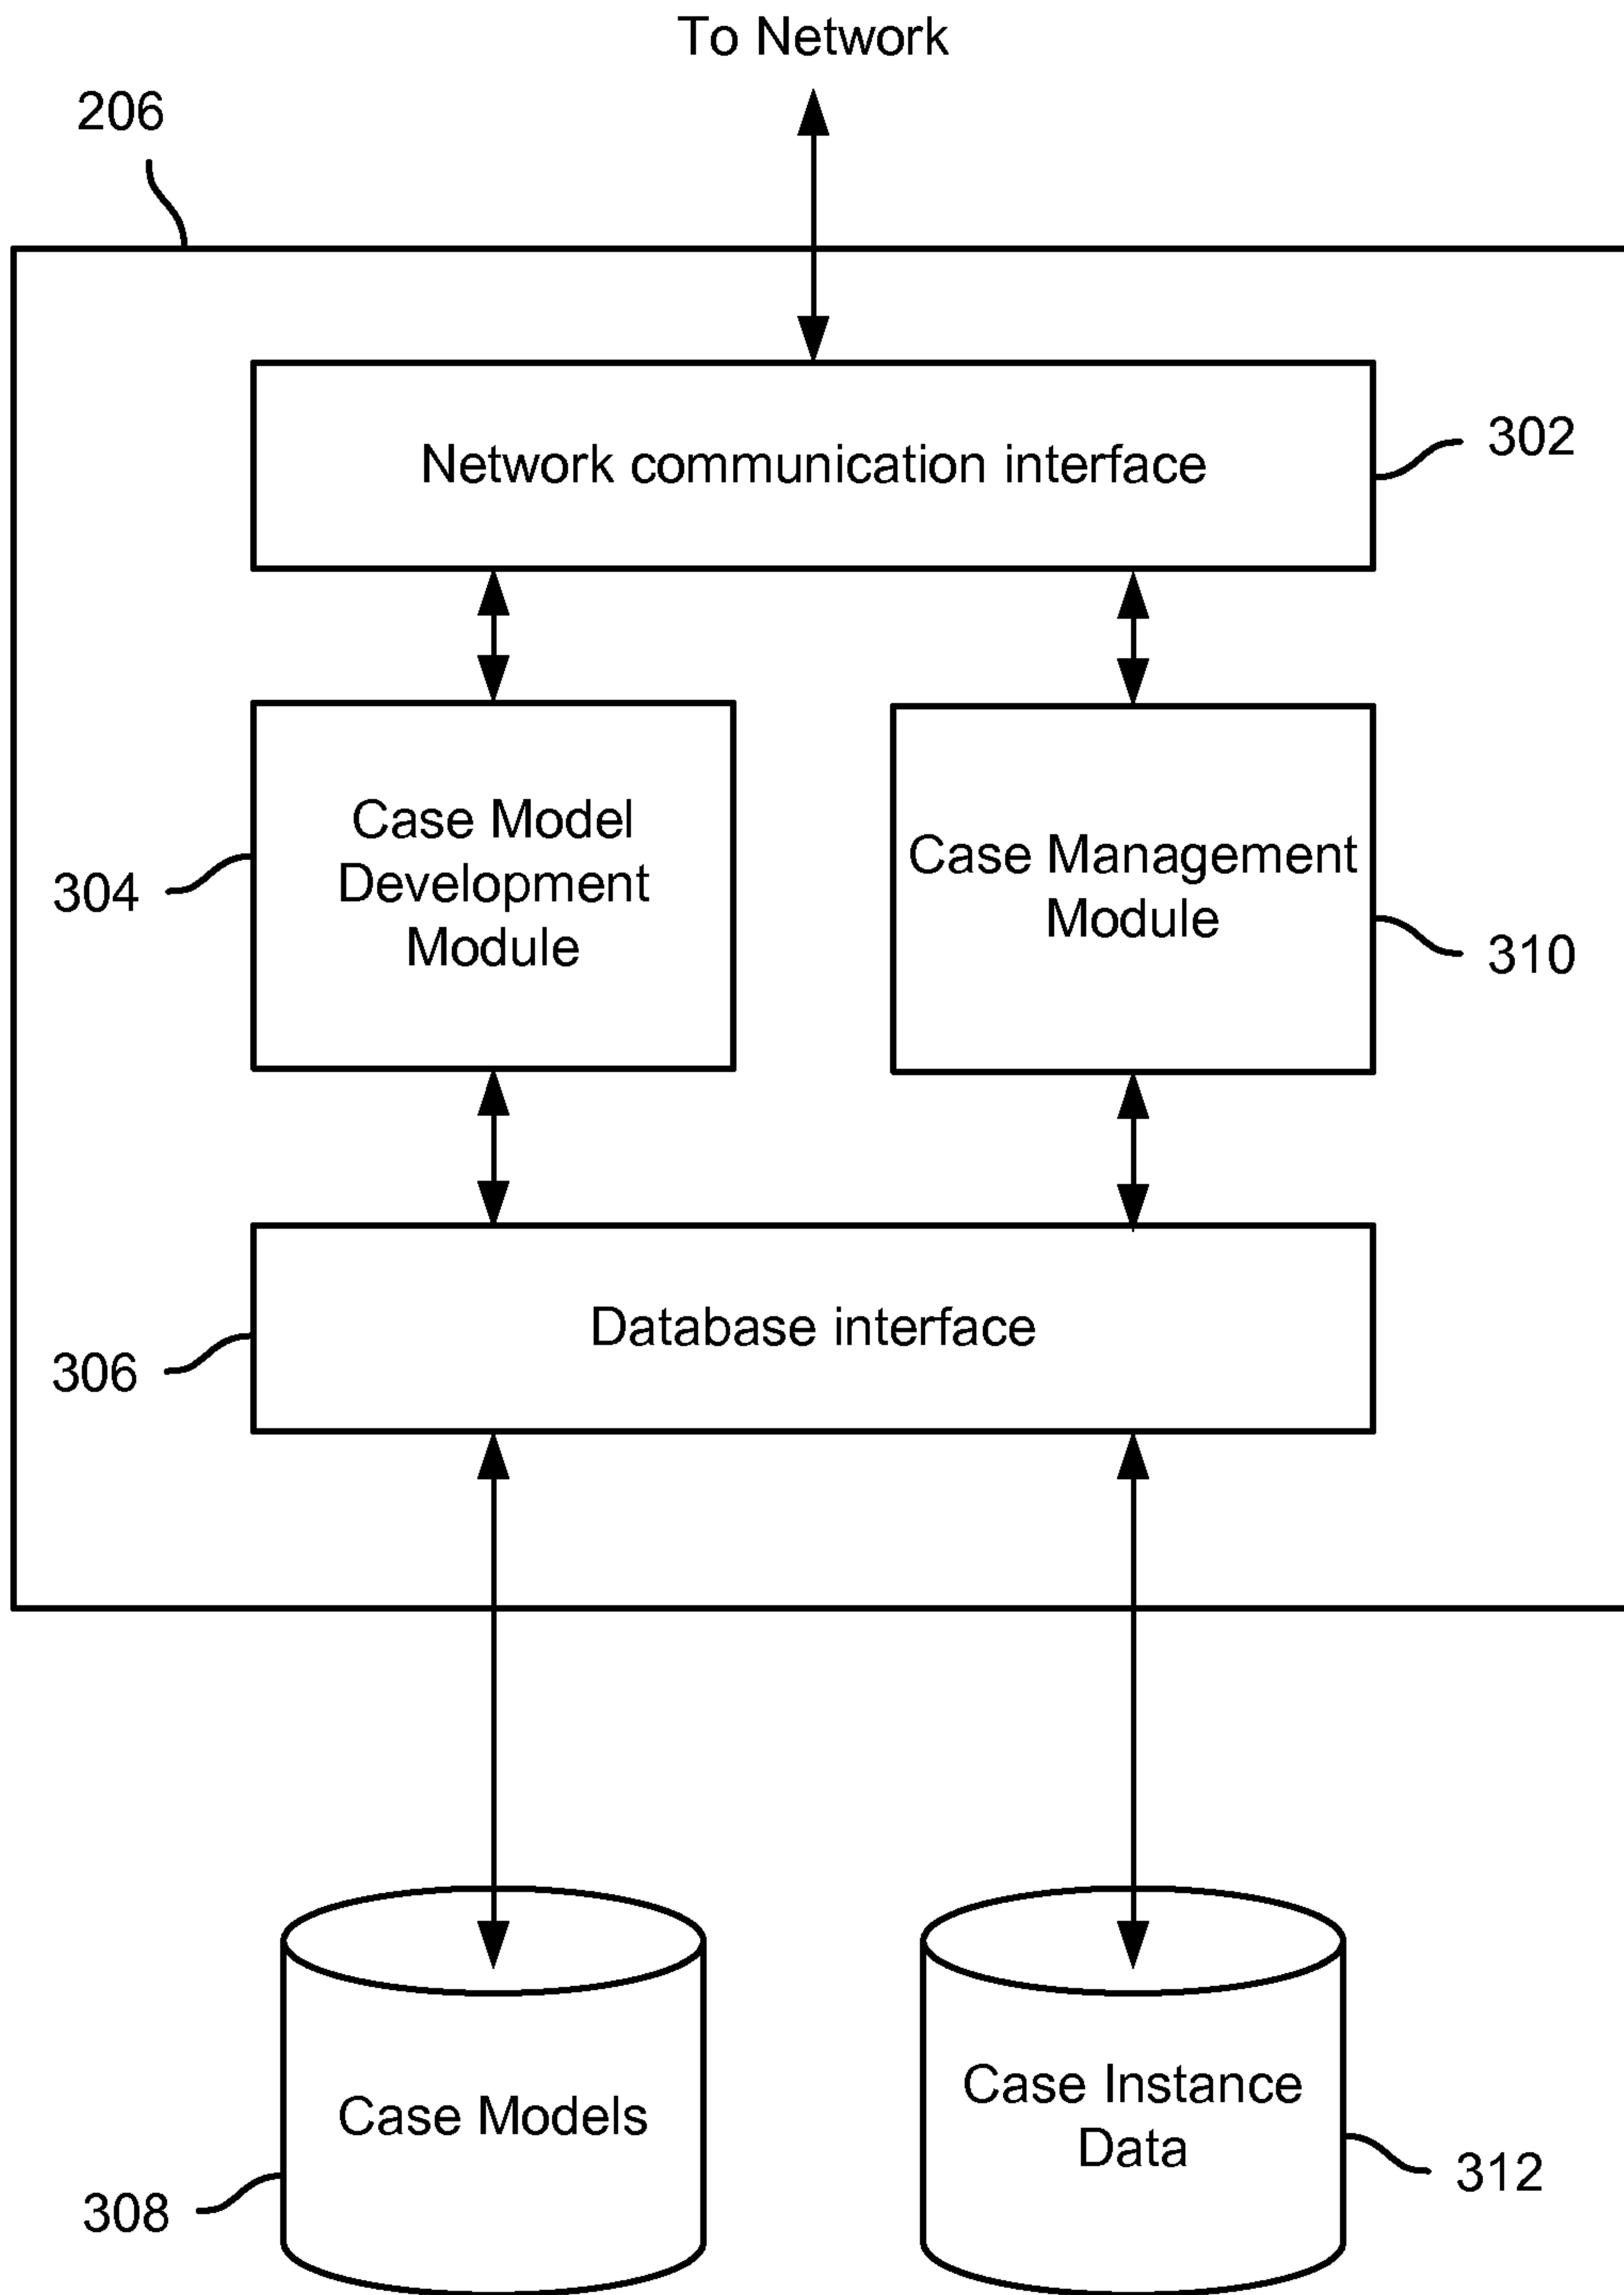 To Network
206
Network communication interface
302
Case Model
Development
Module
304
Case Management
Module
310
Database interface
306
Case Models
308
Case Instance
Data
312